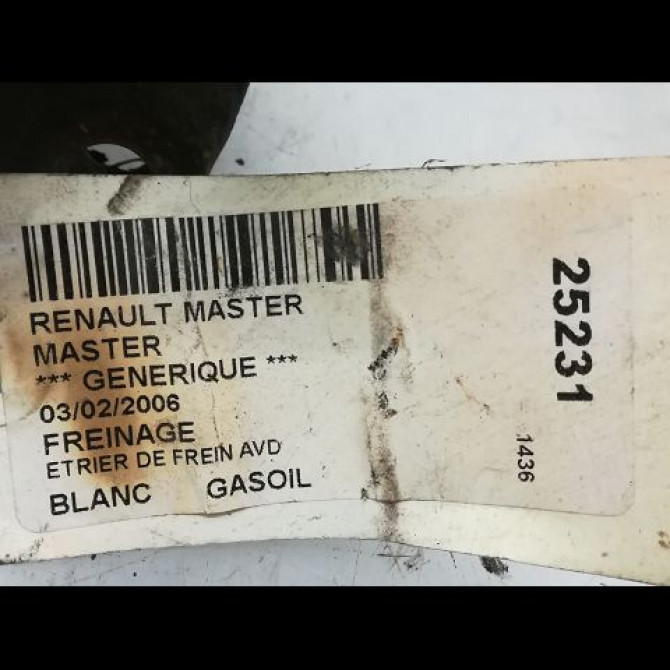 RENAULT MASTER
MASTER
*** GENERIQUE ***
03/02/2006
FREINAGE
ETRIER DE FREIN AVD
BLANC GASOIL
25231
1436